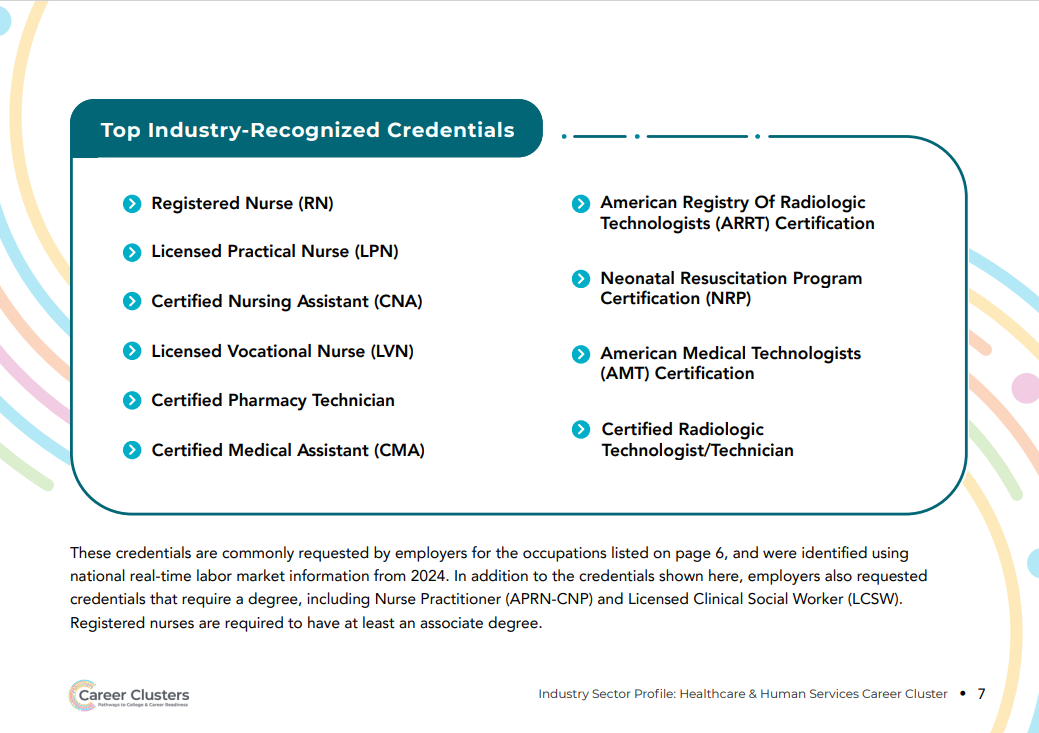 Top Industry-Recognized Credentials
Registered Nurse (RN)
Licensed Practical Nurse (LPN)
Certified Nursing Assistant (CNA)
Licensed Vocational Nurse (LVN)
Certified Pharmacy Technician
Certified Medical Assistant (CMA)
American Registry Of Radiologic
Technologists (ARRT) Certification
Neonatal Resuscitation Program
Certification (NRP)
American Medical Technologists
(AMT) Certification
Certified Radiologic
Technologist/Technician
These credentials are commonly requested by employers for the occupations listed on page 6, and were identified using
national real-time labor market information from 2024. In addition to the credentials shown here, employers also requested
credentials that require a degree, including Nurse Practitioner (APRN-CNP) and Licensed Clinical Social Worker (LCSW).
Registered nurses are required to have at least an associate degree.
Career Clusters
Pathways to College & Career Readiness
Industry Sector Profile: Healthcare & Human Services Career Cluster • 7